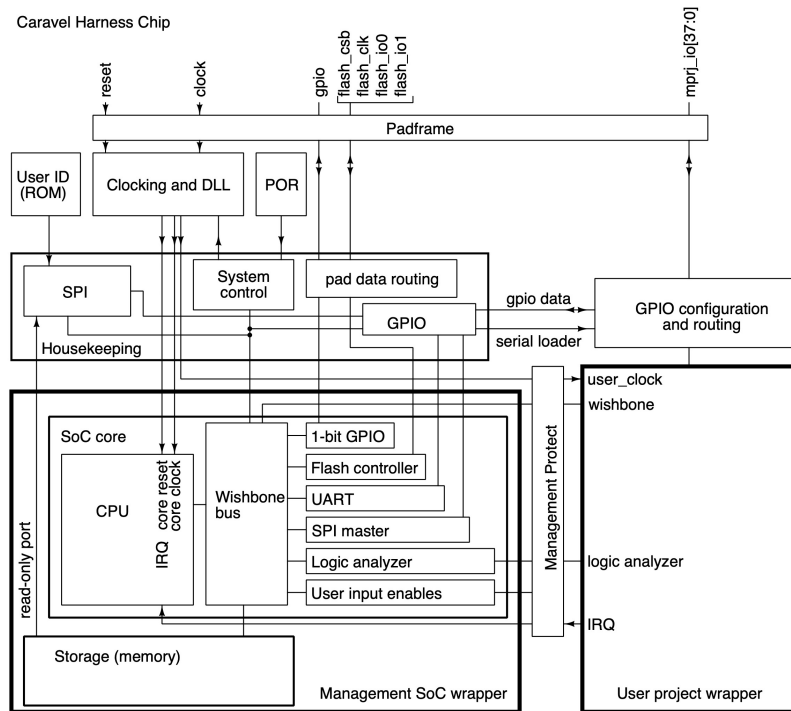 Caravel Harness Chip
reset
clock
gpio
flash_csb
flash_clk
flash_io0
flash_io1
mprj_io[37:0]
Padframe
User ID
(ROM)
Clocking and DLL
POR
SPI
System
control
pad data routing
GPIO
Housekeeping
gpio data
serial loader
GPIO configuration
and routing
user_clock
wishbone
SoC core
CPU
IRQ
core reset
core clock
Wishbone
bus
1-bit GPIO
Flash controller
UART
SPI master
Logic analyzer
User input enables
Management Protect
logic analyzer
IRQ
read-only port
Storage (memory)
Management SoC wrapper
User project wrapper